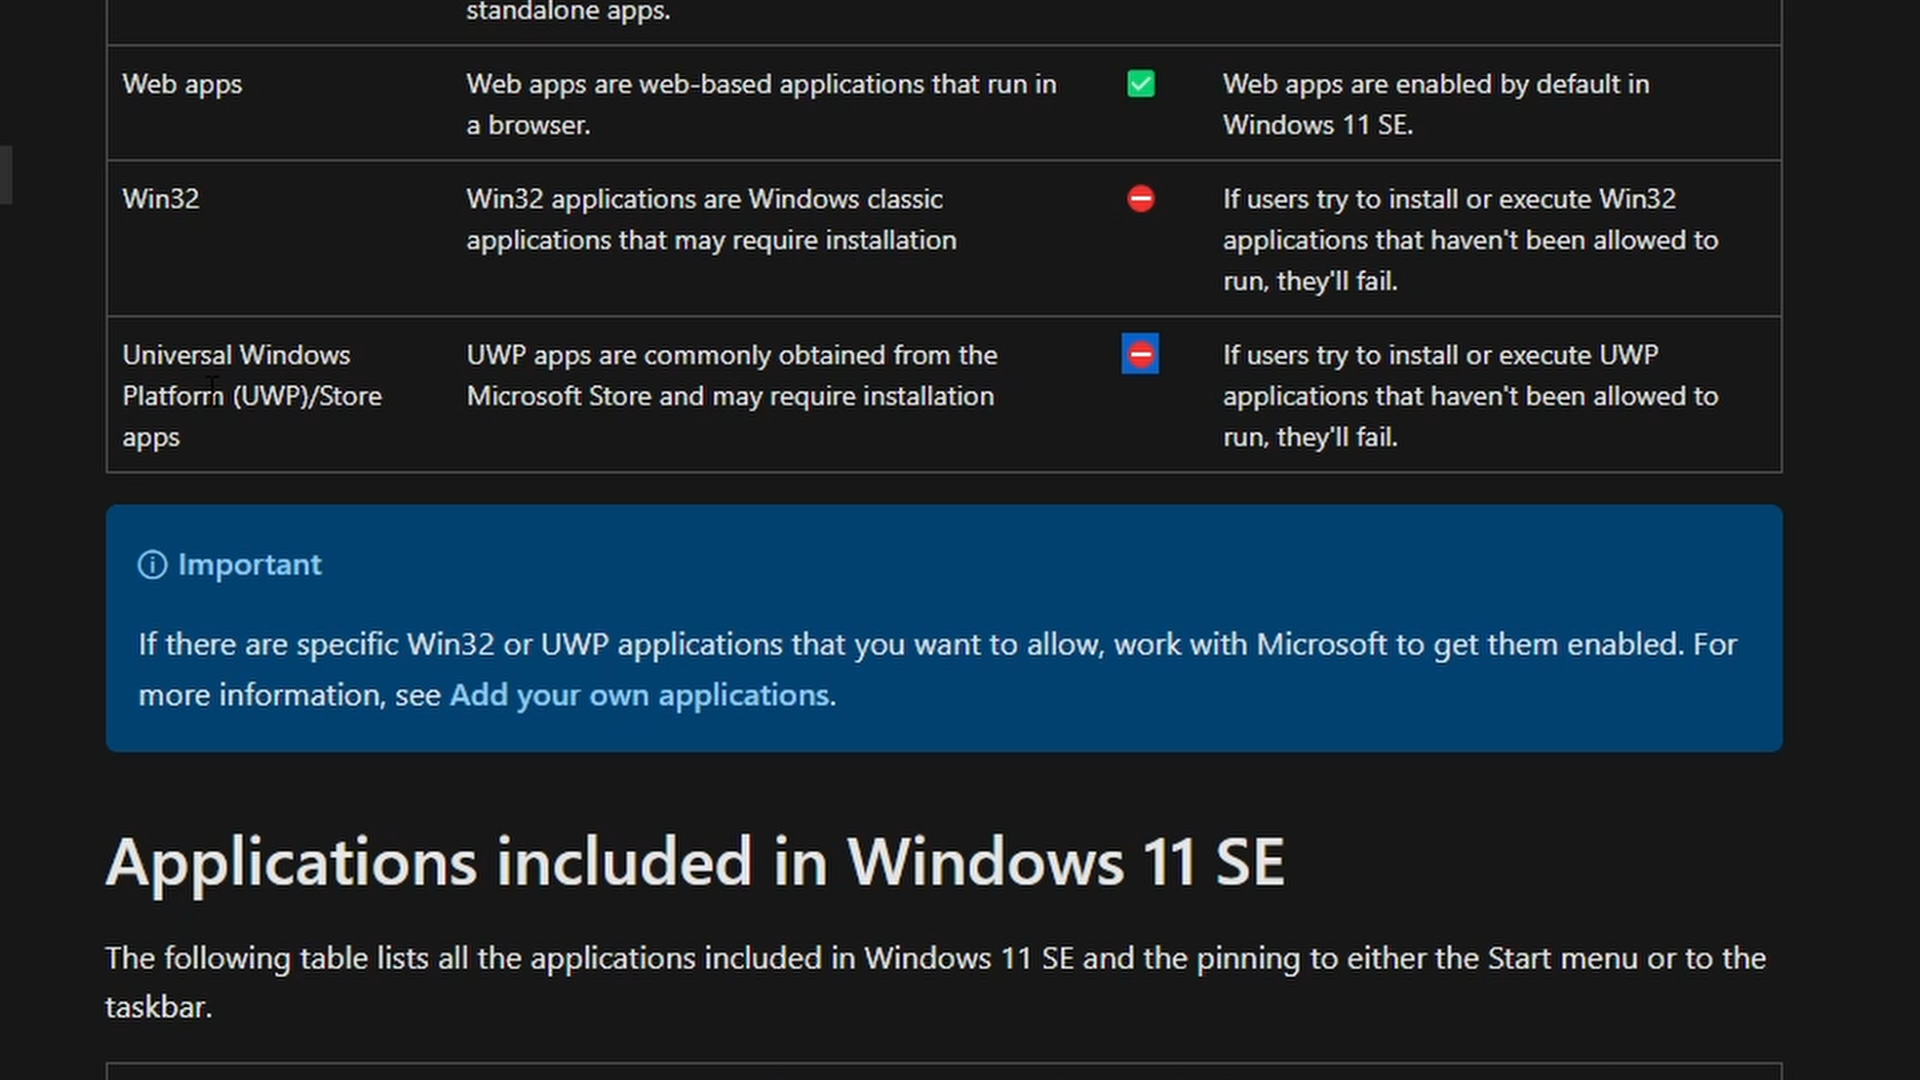 standalone apps.
Web apps
Web apps are web-based applications that run in
a browser.
Web apps are enabled by default in
Windows 11 SE.
Win32
Win32 applications are Windows classic
applications that may require installation
If users try to install or execute Win32
applications that haven't been allowed to
run, they'll fail.
Universal Windows
Platform (UWP)/Store
apps
UWP apps are commonly obtained from the
Microsoft Store and may require installation
If users try to install or execute UWP
applications that haven't been allowed to
run, they'll fail.
Important
If there are specific Win32 or UWP applications that you want to allow, work with Microsoft to get them enabled. For
more information, see Add your own applications.
Applications included in Windows 11 SE
The following table lists all the applications included in Windows 11 SE and the pinning to either the Start menu or to the
taskbar.